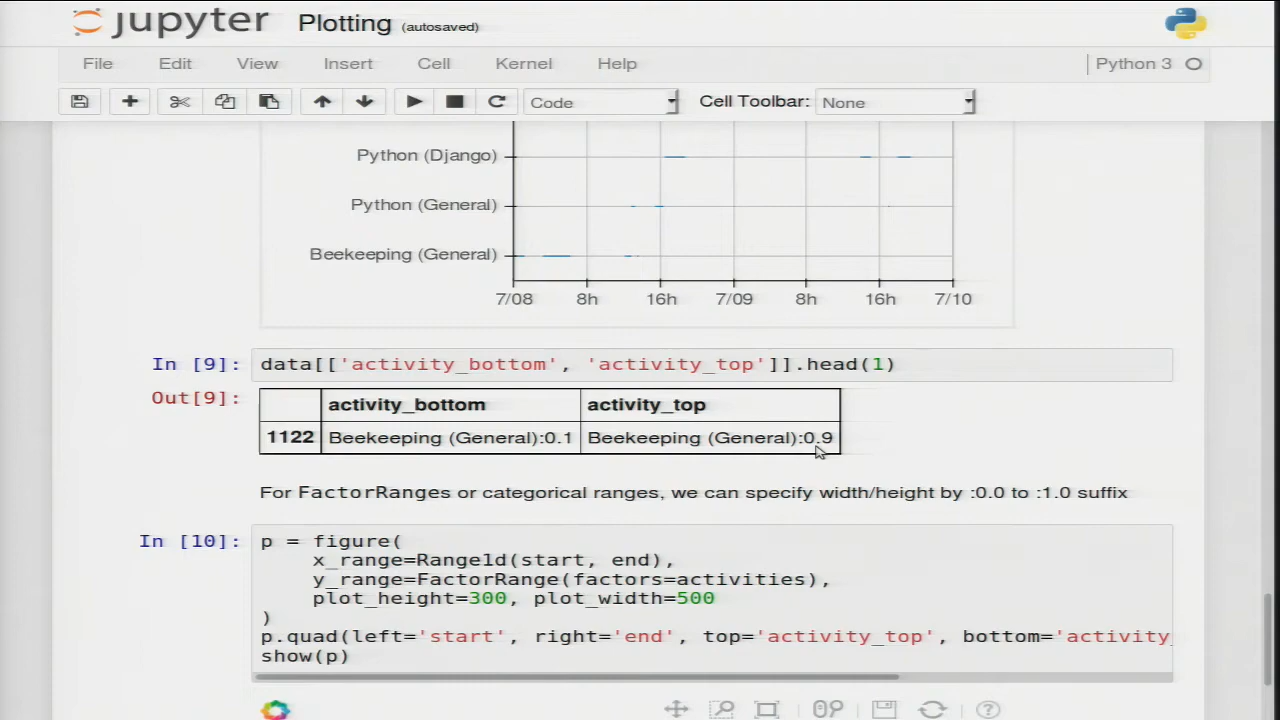 jupyter Plotting (autosaved)
File Edit View Insert Cell Kernel Help Python 3
Code Cell Toolbar: None
Python (Django)
Python (General)
Beekeeping (General)
7/08 8h 16h 7/09 8h 16h 7/10
In [9]: data[['activity_bottom', 'activity_top']].head(1)
Out[9]:
activity_bottom activity_top
1122 Beekeeping (General):0.1 Beekeeping (General):0.9
For FactorRanges or categorical ranges, we can specify width/height by :0.0 to :1.0 suffix
In [10]: p = figure(
x_range=Range1d(start, end),
y_range=FactorRange(factors=activities),
plot_height=300, plot_width=500
)
p.quad(left='start', right='end', top='activity_top', bottom='activity_
show(p)